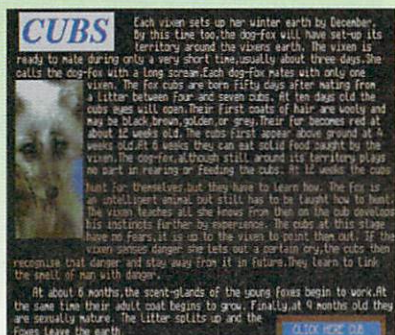 CUBS
Each vixen sets up her winter earth by December.
By this time too,the dog-fox will have set-up its
territory around the vixens earth. The vixen is
ready to mate during only a very short time,usually about three days.She
calls the dog-fox with a long scream.Each dog-fox mates with only one
vixen. The fox cubs are born fifty days after mating from
a litter between four and seven cubs. At ten days old the
cubs eyes will open.Their first coats of hair are wooly and
may be black,brown,golden,or grey.Their fur becomes red at
about 12 weeks old.The cubs first appear above ground at 4
weeks old.At 6 weeks they can eat solid food caught by the
vixen.The dog-fox,although still around its territory plays
no part in rearing or feeding the cubs. At 12 weeks the cubs
hunt for themselves,but they have to learn how. The fox is
an intelligent animal but still has to be taught how to hunt.
The vixen teaches all she knows from then on the cub develops
his instincts further by experience. The cubs at this stage
have no fears,it is up to the vixen to point them out. If the
vixen sees danger she lets out a certain cry,the cubs then
recognise that danger and stay away from it in future.They learn to link
the smell of man with danger.
At about 6 months,the scent-glands of the young foxes begin to work.At
the same time their adult coat begins to grow. Finally,at 9 months old they
are sexually mature. The litter splits up and the
foxes leave the earth
CLICK HERE CUB